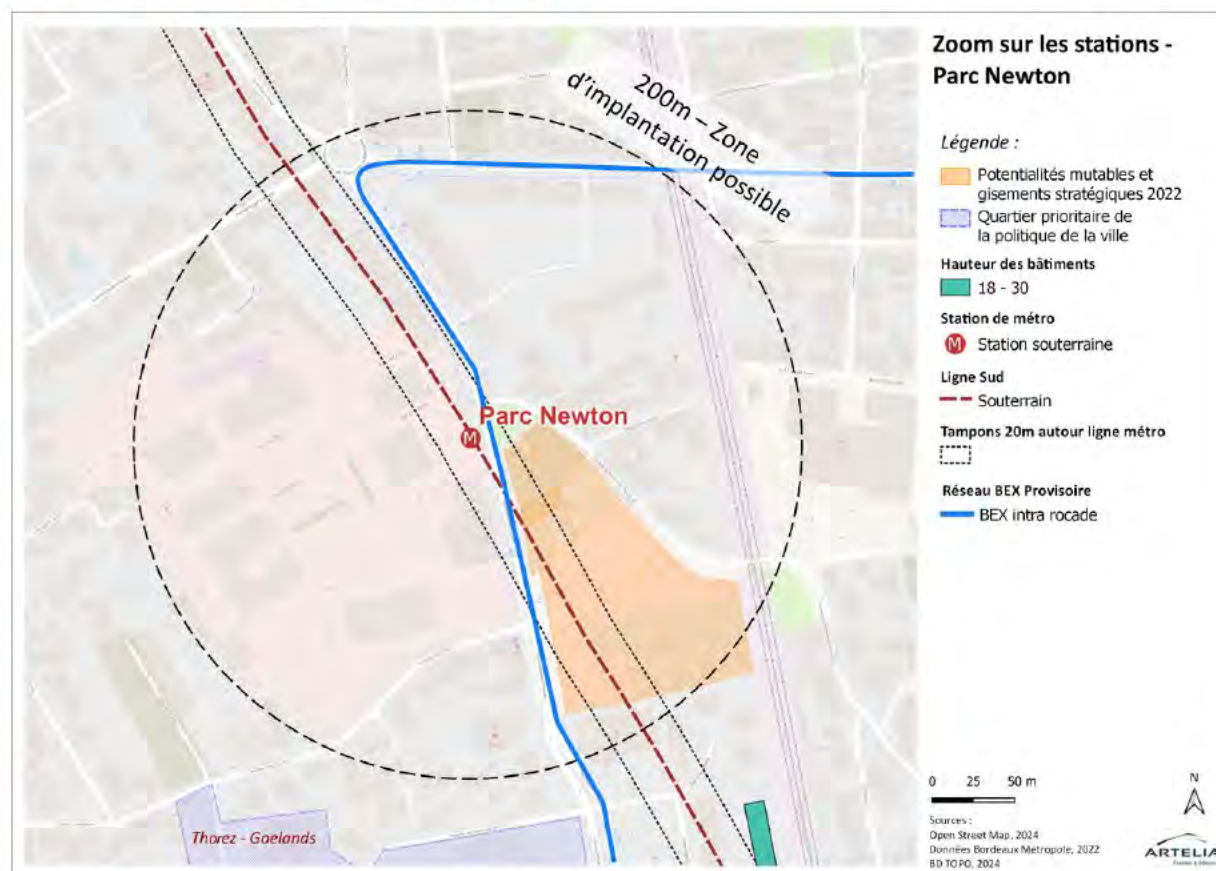 Zoom sur les stations -
Parc Newton
200m – Zone
d'implantation possible
Parc Newton
M
Thorez - Goelands
Légende :
Potentialités mutables et
gisements stratégiques 2022
Quartier prioritaire de
la politique de la ville
Hauteur des bâtiments
18 - 30
Station de métro
M Station souterraine
Ligne Sud
Souterrain
Tampons 20m autour ligne métro
Réseau BEX Provisoire
BEX intra rocade
0 25 50 m
N
Sources :
Open Street Map, 2024
Données Bordeaux Métropole, 2022
BD TOPO, 2024
ARTELIA